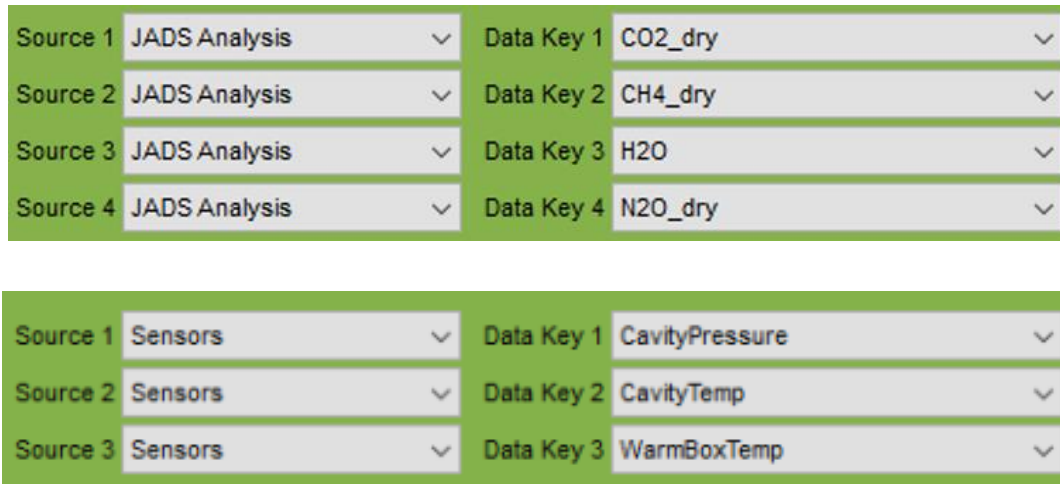 Source 1 JADS Analysis Data Key 1 CO2_dry
Source 2 JADS Analysis Data Key 2 CH4_dry
Source 3 JADS Analysis Data Key 3 H2O
Source 4 JADS Analysis Data Key 4 N2O_dry
Source 1 Sensors Data Key 1 CavityPressure
Source 2 Sensors Data Key 2 CavityTemp
Source 3 Sensors Data Key 3 WarmBoxTemp